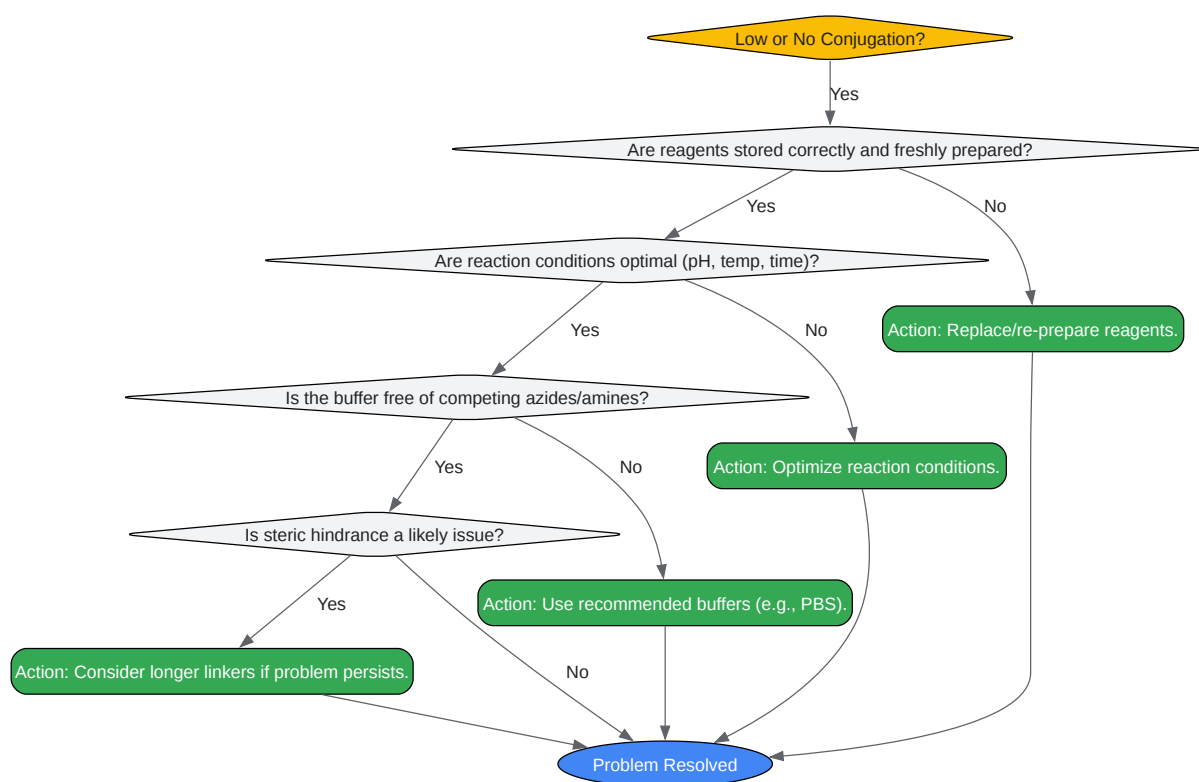 Low or No Conjugation?
Yes
Are reagents stored correctly and freshly prepared?
Yes
No
Are reaction conditions optimal (pH, temp, time)?
Action: Replace/re-prepare reagents.
Yes
No
Is the buffer free of competing azides/amines?
Action: Optimize reaction conditions.
Yes
No
Is steric hindrance a likely issue?
Action: Use recommended buffers (e.g., PBS).
Yes
No
Action: Consider longer linkers if problem persists.
Problem Resolved